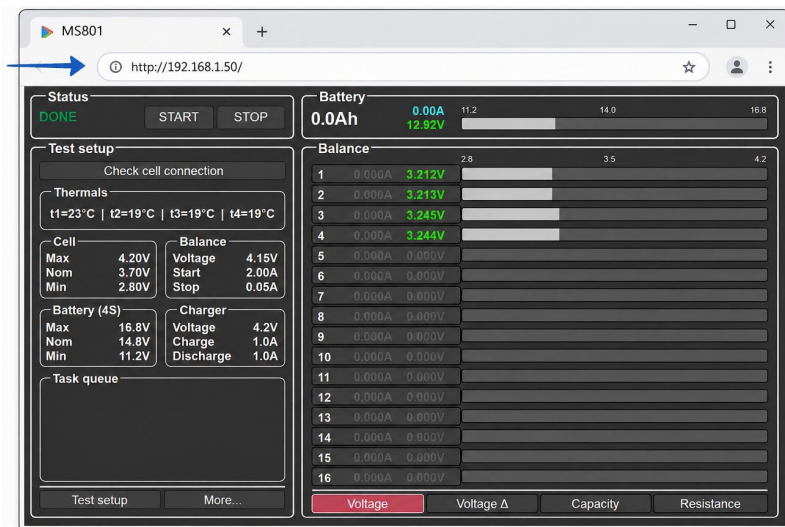 MS801
http://192.168.1.50/
Status
DONE START STOP
Test setup
Check cell connection
Thermals
t1=23°C | t2=19°C | t3=19°C | t4=19°C
Cell
Max 4.20V
Nom 3.70V
Min 2.80V
Balance
Voltage 4.15V
Start 2.00A
Stop 0.05A
Battery (4S)
Max 16.8V
Nom 14.8V
Min 11.2V
Charger
Voltage 4.2V
Charge 1.0A
Discharge 1.0A
Task queue
Test setup More...
Battery
0.0Ah 0.00A 12.92V
11.2 14.0 16.8
Balance
2.8 3.5 4.2
1 0.000A 3.212V
2 0.000A 3.213V
3 0.000A 3.245V
4 0.000A 3.244V
5 0.000A 0.000V
6 0.000A 0.000V
7 0.000A 0.000V
8 0.000A 0.000V
9 0.000A 0.000V
10 0.000A 0.000V
11 0.000A 0.000V
12 0.000A 0.000V
13 0.000A 0.000V
14 0.000A 0.000V
15 0.000A 0.000V
16 0.000A 0.000V
Voltage Voltage Δ Capacity Resistance